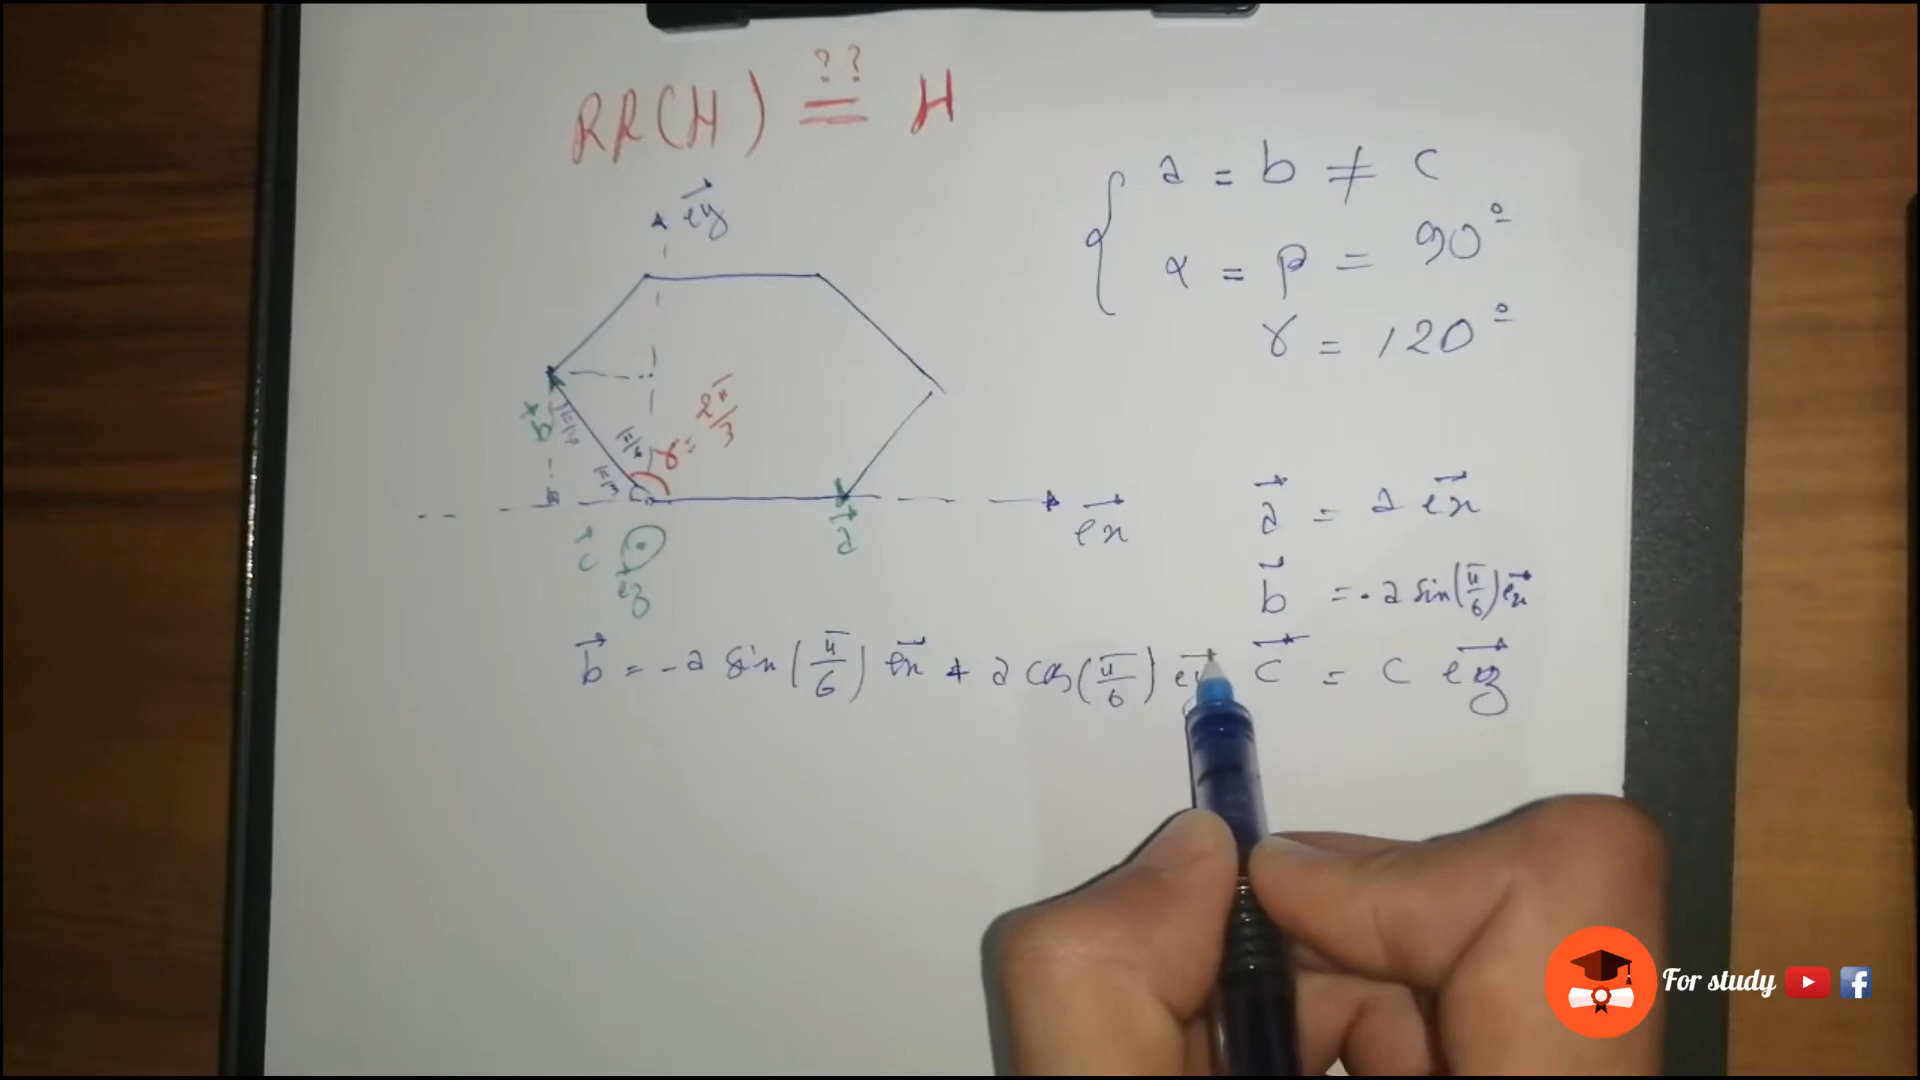 RR(H) ?? = H
a = b ≠ c
α = β = 90°
γ = 120°
ey
b
π/6
π/3
γ = 2π/3
ex
c
ez
a
a = a ex
b = - a sin(π/6) ex
b = - a sin(π/6) ex + a cos(π/6) ey
c = c ez
For study